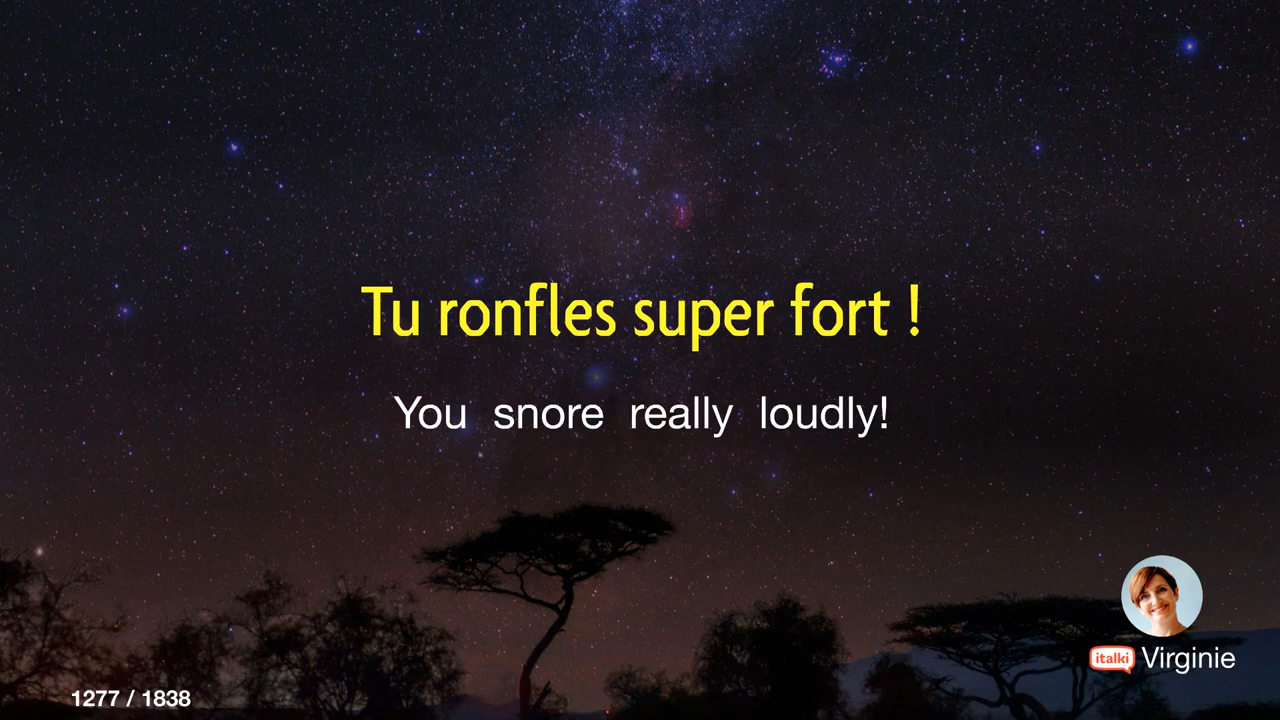 Tu ronfles super fort !
You snore really loudly!
italki Virginie
1277 / 1838